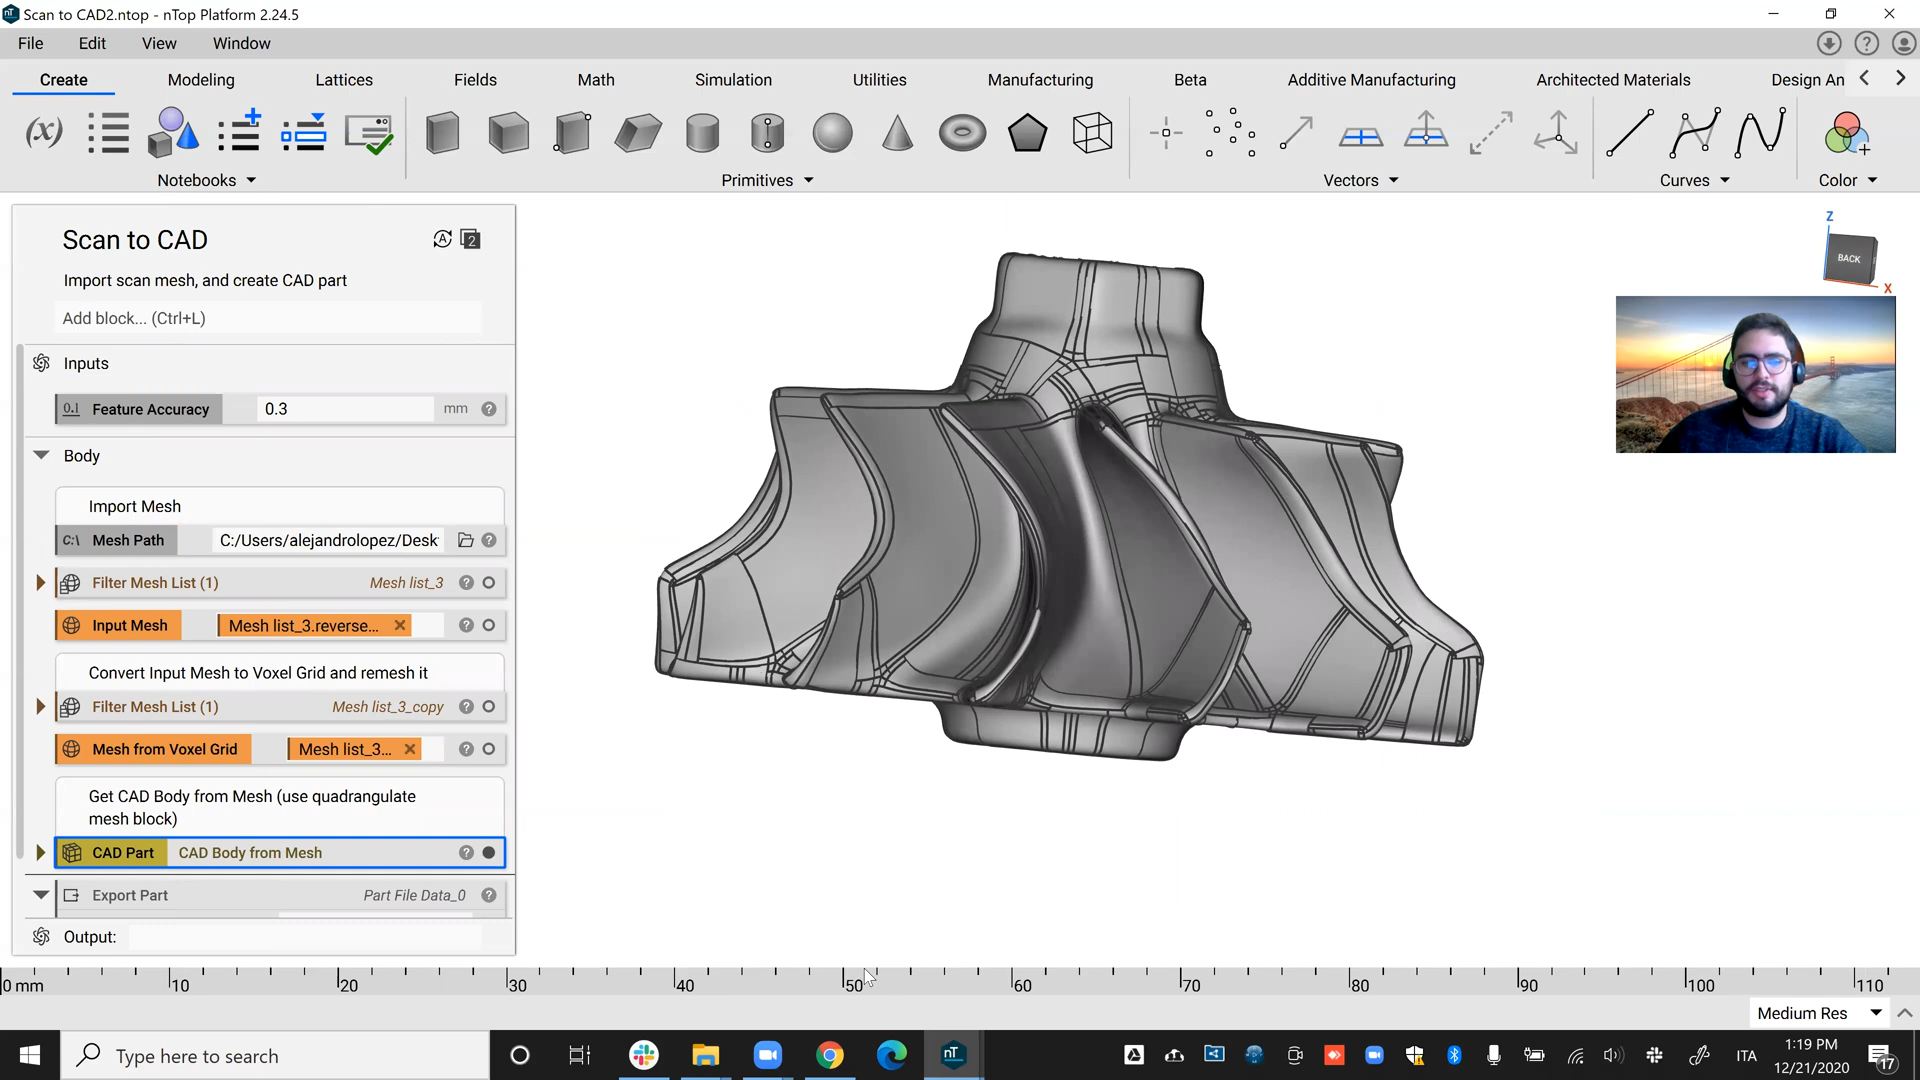 Scan to CAD2.ntop - nTop Platform 2.24.5
File Edit View Window
Create Modeling Lattices Fields Math Simulation Utilities Manufacturing Beta Additive Manufacturing Architected Materials Design An
(x)
Notebooks Primitives Vectors Curves Color
Scan to CAD
A 2
Import scan mesh, and create CAD part
Add block... (Ctrl+L)
Inputs
0.1 Feature Accuracy 0.3 mm ?
Body
Import Mesh
C:\ Mesh Path C:/Users/alejandrolopez/Desk ?
Filter Mesh List (1) Mesh list_3 ?
Input Mesh Mesh list_3.reverse... ?
Convert Input Mesh to Voxel Grid and remesh it
Filter Mesh List (1) Mesh list_3_copy ?
Mesh from Voxel Grid Mesh list_3... ?
Get CAD Body from Mesh (use quadrangulate
mesh block)
CAD Part CAD Body from Mesh ?
Export Part Part File Data_0 ?
Output:
Z
BACK
X
0 mm 10 20 30 40 50 60 70 80 90 100 110
Medium Res
Type here to search
nT
ITA
1:19 PM
12/21/2020
17